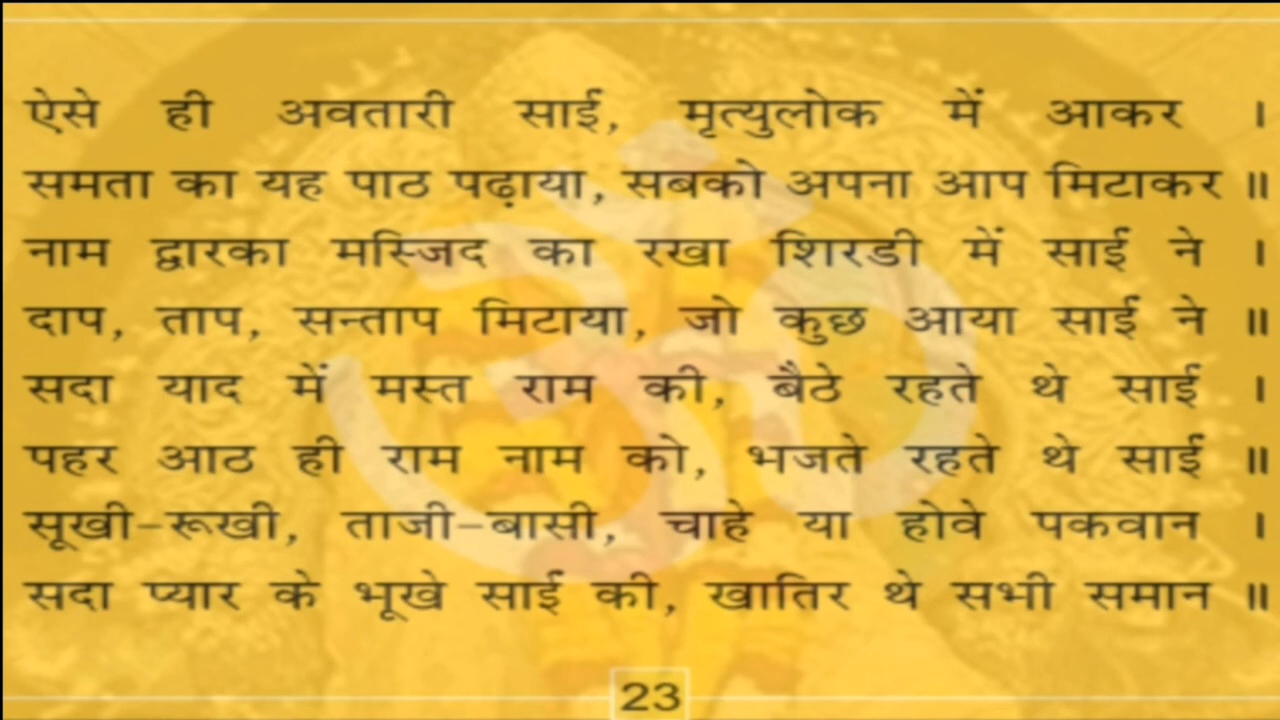 ऐसे ही अवतारी साई, मृत्युलोक में आकर ।
समता का यह पाठ पढ़ाया, सबको अपना आप मिटाकर ॥
नाम द्वारका मस्जिद का रखा शिरडी में साईं ने ।
दाप, ताप, सन्ताप मिटाया, जो कुछ आया साईं ने ॥
सदा याद में मस्त राम की, बैठे रहते थे साईं ।
पहर आठ ही राम नाम को, भजते रहते थे साईं ॥
सूखी-रूखी, ताजी-बासी, चाहे या होवे पकवान ।
सदा प्यार के भूखे साईं की, खातिर थे सभी समान ॥
23